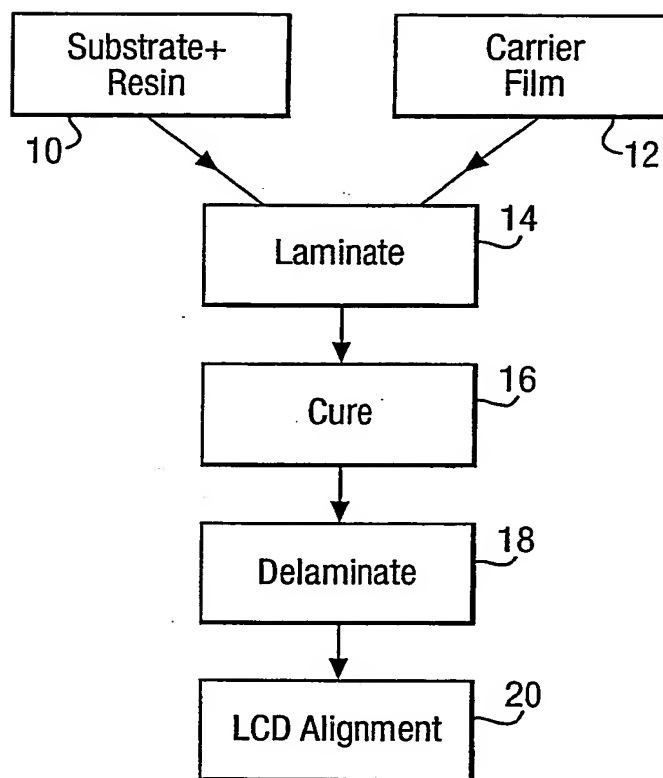 Substrate+
Resin
Carrier
Film
10
12
14
Laminate
16
Cure
18
Delaminate
20
LCD Alignment